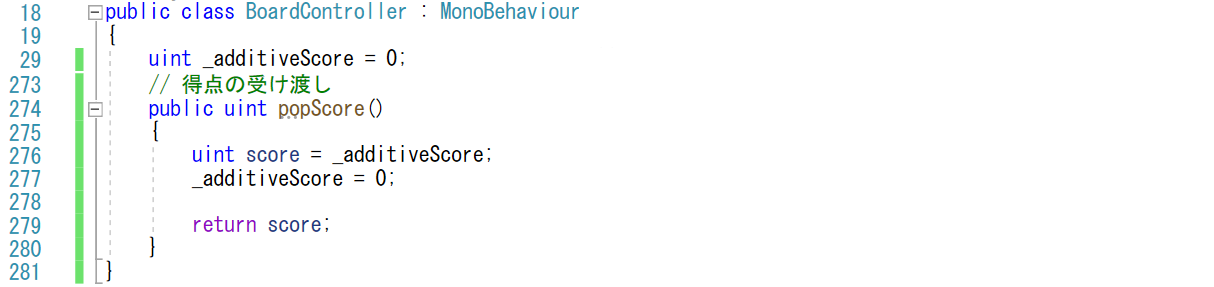 18 public class BoardController : MonoBehaviour
19 {
29 uint _additiveScore = 0;
273 // 得点の受け渡し
274 public uint popScore()
275 {
276 uint score = _additiveScore;
277 _additiveScore = 0;
278
279 return score;
280 }
281 }